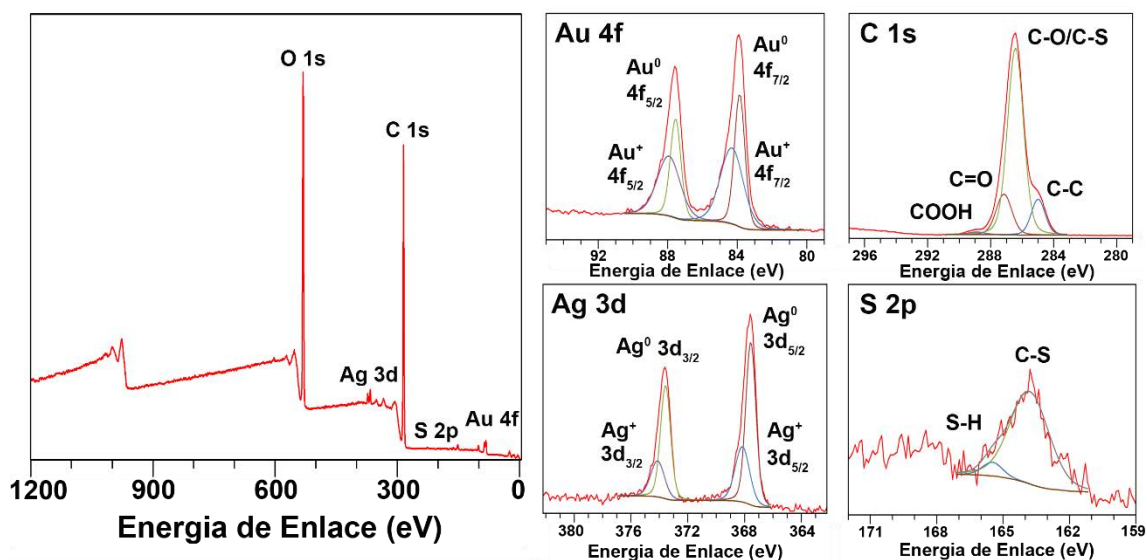 O 1s
C 1s
Ag 3d
S 2p
Au 4f
1200 900 600 300 0
Energia de Enlace (eV)
Au 4f
Au⁰
4f₇/₂
Au⁰
4f₅/₂
Au⁺
4f₅/₂
Au⁺
4f₇/₂
92 88 84 80
Energia de Enlace (eV)
C 1s
C-O/C-S
C=O
C-C
COOH
296 292 288 284 280
Energia de Enlace (eV)
Ag 3d
Ag⁰
3d₅/₂
Ag⁰ 3d₃/₂
Ag⁺
3d₃/₂
Ag⁺
3d₅/₂
380 376 372 368 364
Energia de Enlace (eV)
S 2p
C-S
S-H
171 168 165 162 159
Energia de Enlace (eV)